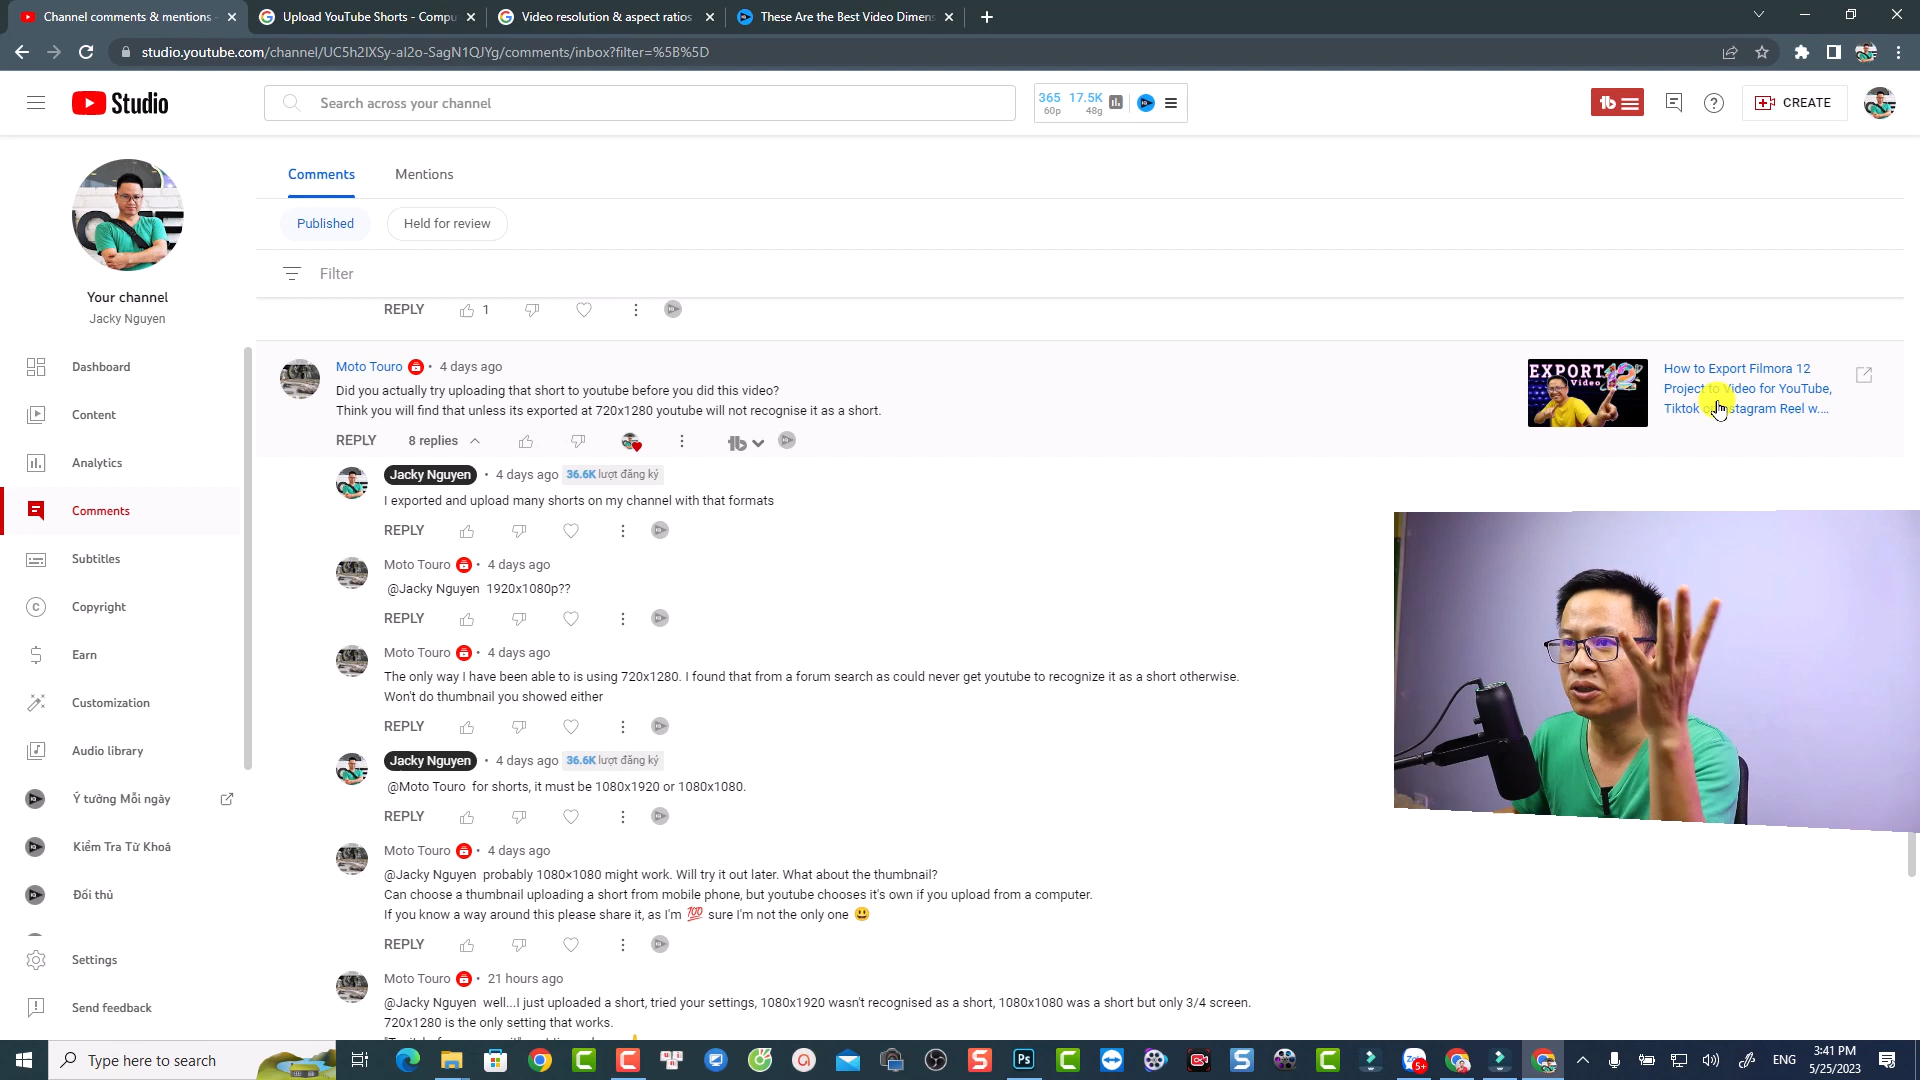 Channel comments & mentions -
Upload YouTube Shorts - Compu
Video resolution & aspect ratios
These Are the Best Video Dimens
studio.youtube.com/channel/UC5h2IXSy-al2o-SagN1QJYg/comments/inbox?filter=%5B%5D
Studio
Search across your channel
365 17.5K
60p 48g
CREATE
Your channel
Jacky Nguyen
Dashboard
Content
Analytics
Comments
Subtitles
Copyright
Earn
Customization
Audio library
Ý tưởng Mỗi ngày
Kiểm Tra Từ Khoá
Đối thủ
Settings
Send feedback
Comments
Mentions
Published
Held for review
Filter
REPLY 1
Moto Touro • 4 days ago
Did you actually try uploading that short to youtube before you did this video?
Think you will find that unless its exported at 720x1280 youtube will not recognise it as a short.
REPLY 8 replies
EXPORT
Video 12
How to Export Filmora 12
Project to Video for YouTube,
Tiktok or Instagram Reel w....
Jacky Nguyen • 4 days ago 36.6K lượt đăng ký
I exported and upload many shorts on my channel with that formats
REPLY
Moto Touro • 4 days ago
@Jacky Nguyen 1920x1080p??
REPLY
Moto Touro • 4 days ago
The only way I have been able to is using 720x1280. I found that from a forum search as could never get youtube to recognize it as a short otherwise.
Won't do thumbnail you showed either
REPLY
Jacky Nguyen • 4 days ago 36.6K lượt đăng ký
@Moto Touro for shorts, it must be 1080x1920 or 1080x1080.
REPLY
Moto Touro • 4 days ago
@Jacky Nguyen probably 1080×1080 might work. Will try it out later. What about the thumbnail?
Can choose a thumbnail uploading a short from mobile phone, but youtube chooses it's own if you upload from a computer.
If you know a way around this please share it, as I'm 💯 sure I'm not the only one 😃
REPLY
Moto Touro • 21 hours ago
@Jacky Nguyen well...I just uploaded a short, tried your settings, 1080x1920 wasn't recognised as a short, 1080x1080 was a short but only 3/4 screen.
720x1280 is the only setting that works.
Type here to search
ENG
3:41 PM
5/25/2023